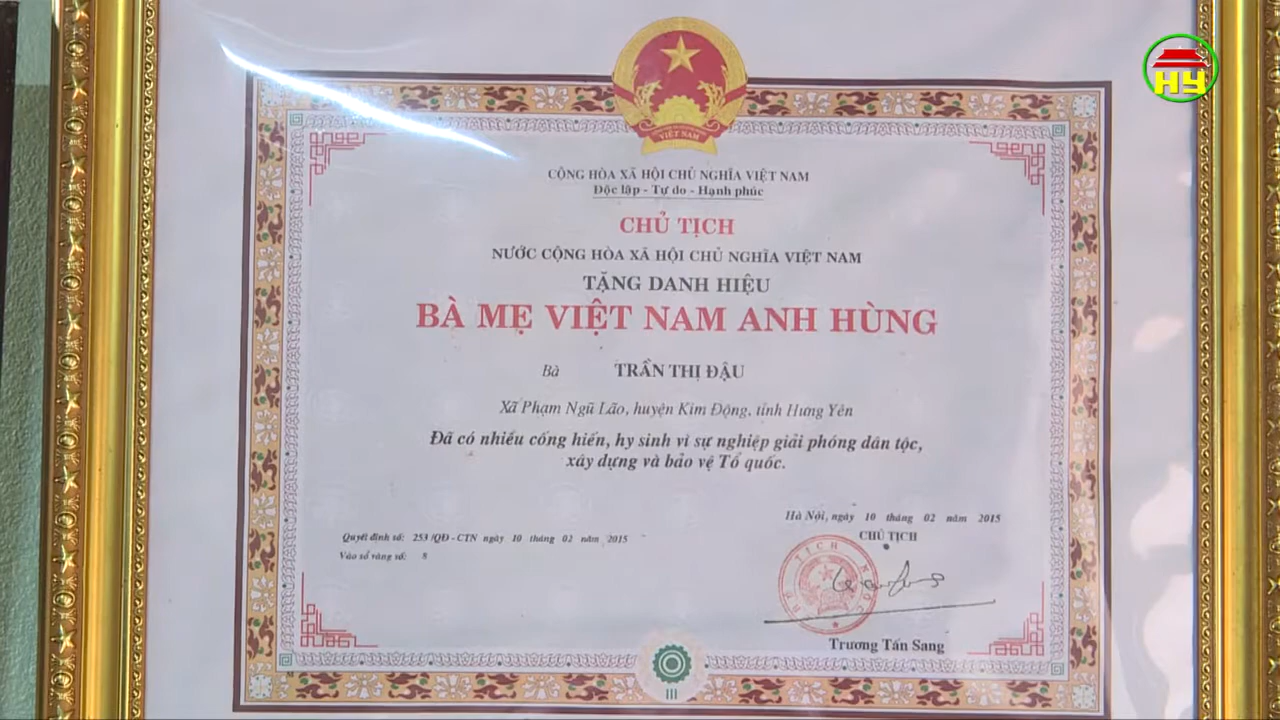 HY
VIỆT NAM
CỘNG HÒA XÃ HỘI CHỦ NGHĨA VIỆT NAM
Độc lập - Tự do - Hạnh phúc
CHỦ TỊCH
NƯỚC CỘNG HÒA XÃ HỘI CHỦ NGHĨA VIỆT NAM
TẶNG DANH HIỆU
BÀ MẸ VIỆT NAM ANH HÙNG
Bà TRẦN THỊ ĐẬU
Xã Phạm Ngũ Lão, huyện Kim Động, tỉnh Hưng Yên
Đã có nhiều cống hiến, hy sinh vì sự nghiệp giải phóng dân tộc,
xây dựng và bảo vệ Tổ quốc.
Hà Nội, ngày 10 tháng 02 năm 2015
CHỦ TỊCH
Quyết định số: 253 /QĐ - CTN ngày 10 tháng 02 năm 2015
Vào sổ vàng số: 8
Trương Tấn Sang